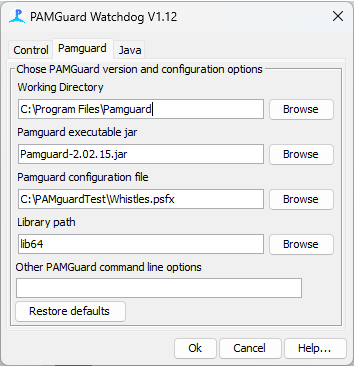 PAMGuard Watchdog V1.12
Control Pamguard Java
Chose PAMGuard version and configuration options
Working Directory
C:\Program Files\Pamguard Browse
Pamguard executable jar
Pamguard-2.02.15.jar Browse
Pamguard configuration file
C:\PAMguardTest\Whistles.psfx Browse
Library path
lib64 Browse
Other PAMGuard command line options
Restore defaults
Ok Cancel Help...